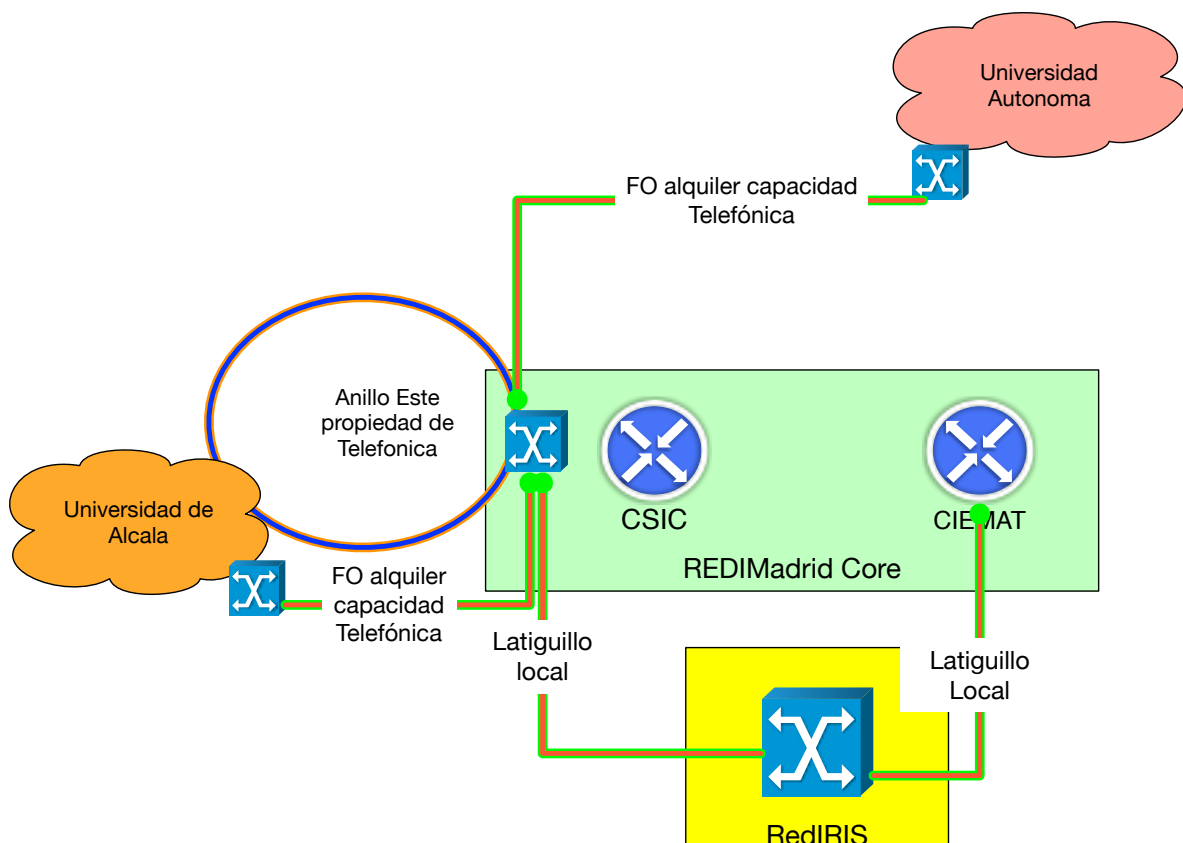 Universidad
Autonoma
FO alquiler capacidad
Telefónica
Anillo Este
propiedad de
Telefonica
Universidad de
Alcala
CSIC
CIEMAT
REDIMadrid Core
FO alquiler
capacidad
Telefónica
Latiguillo
local
Latiguillo
Local
RedIRIS